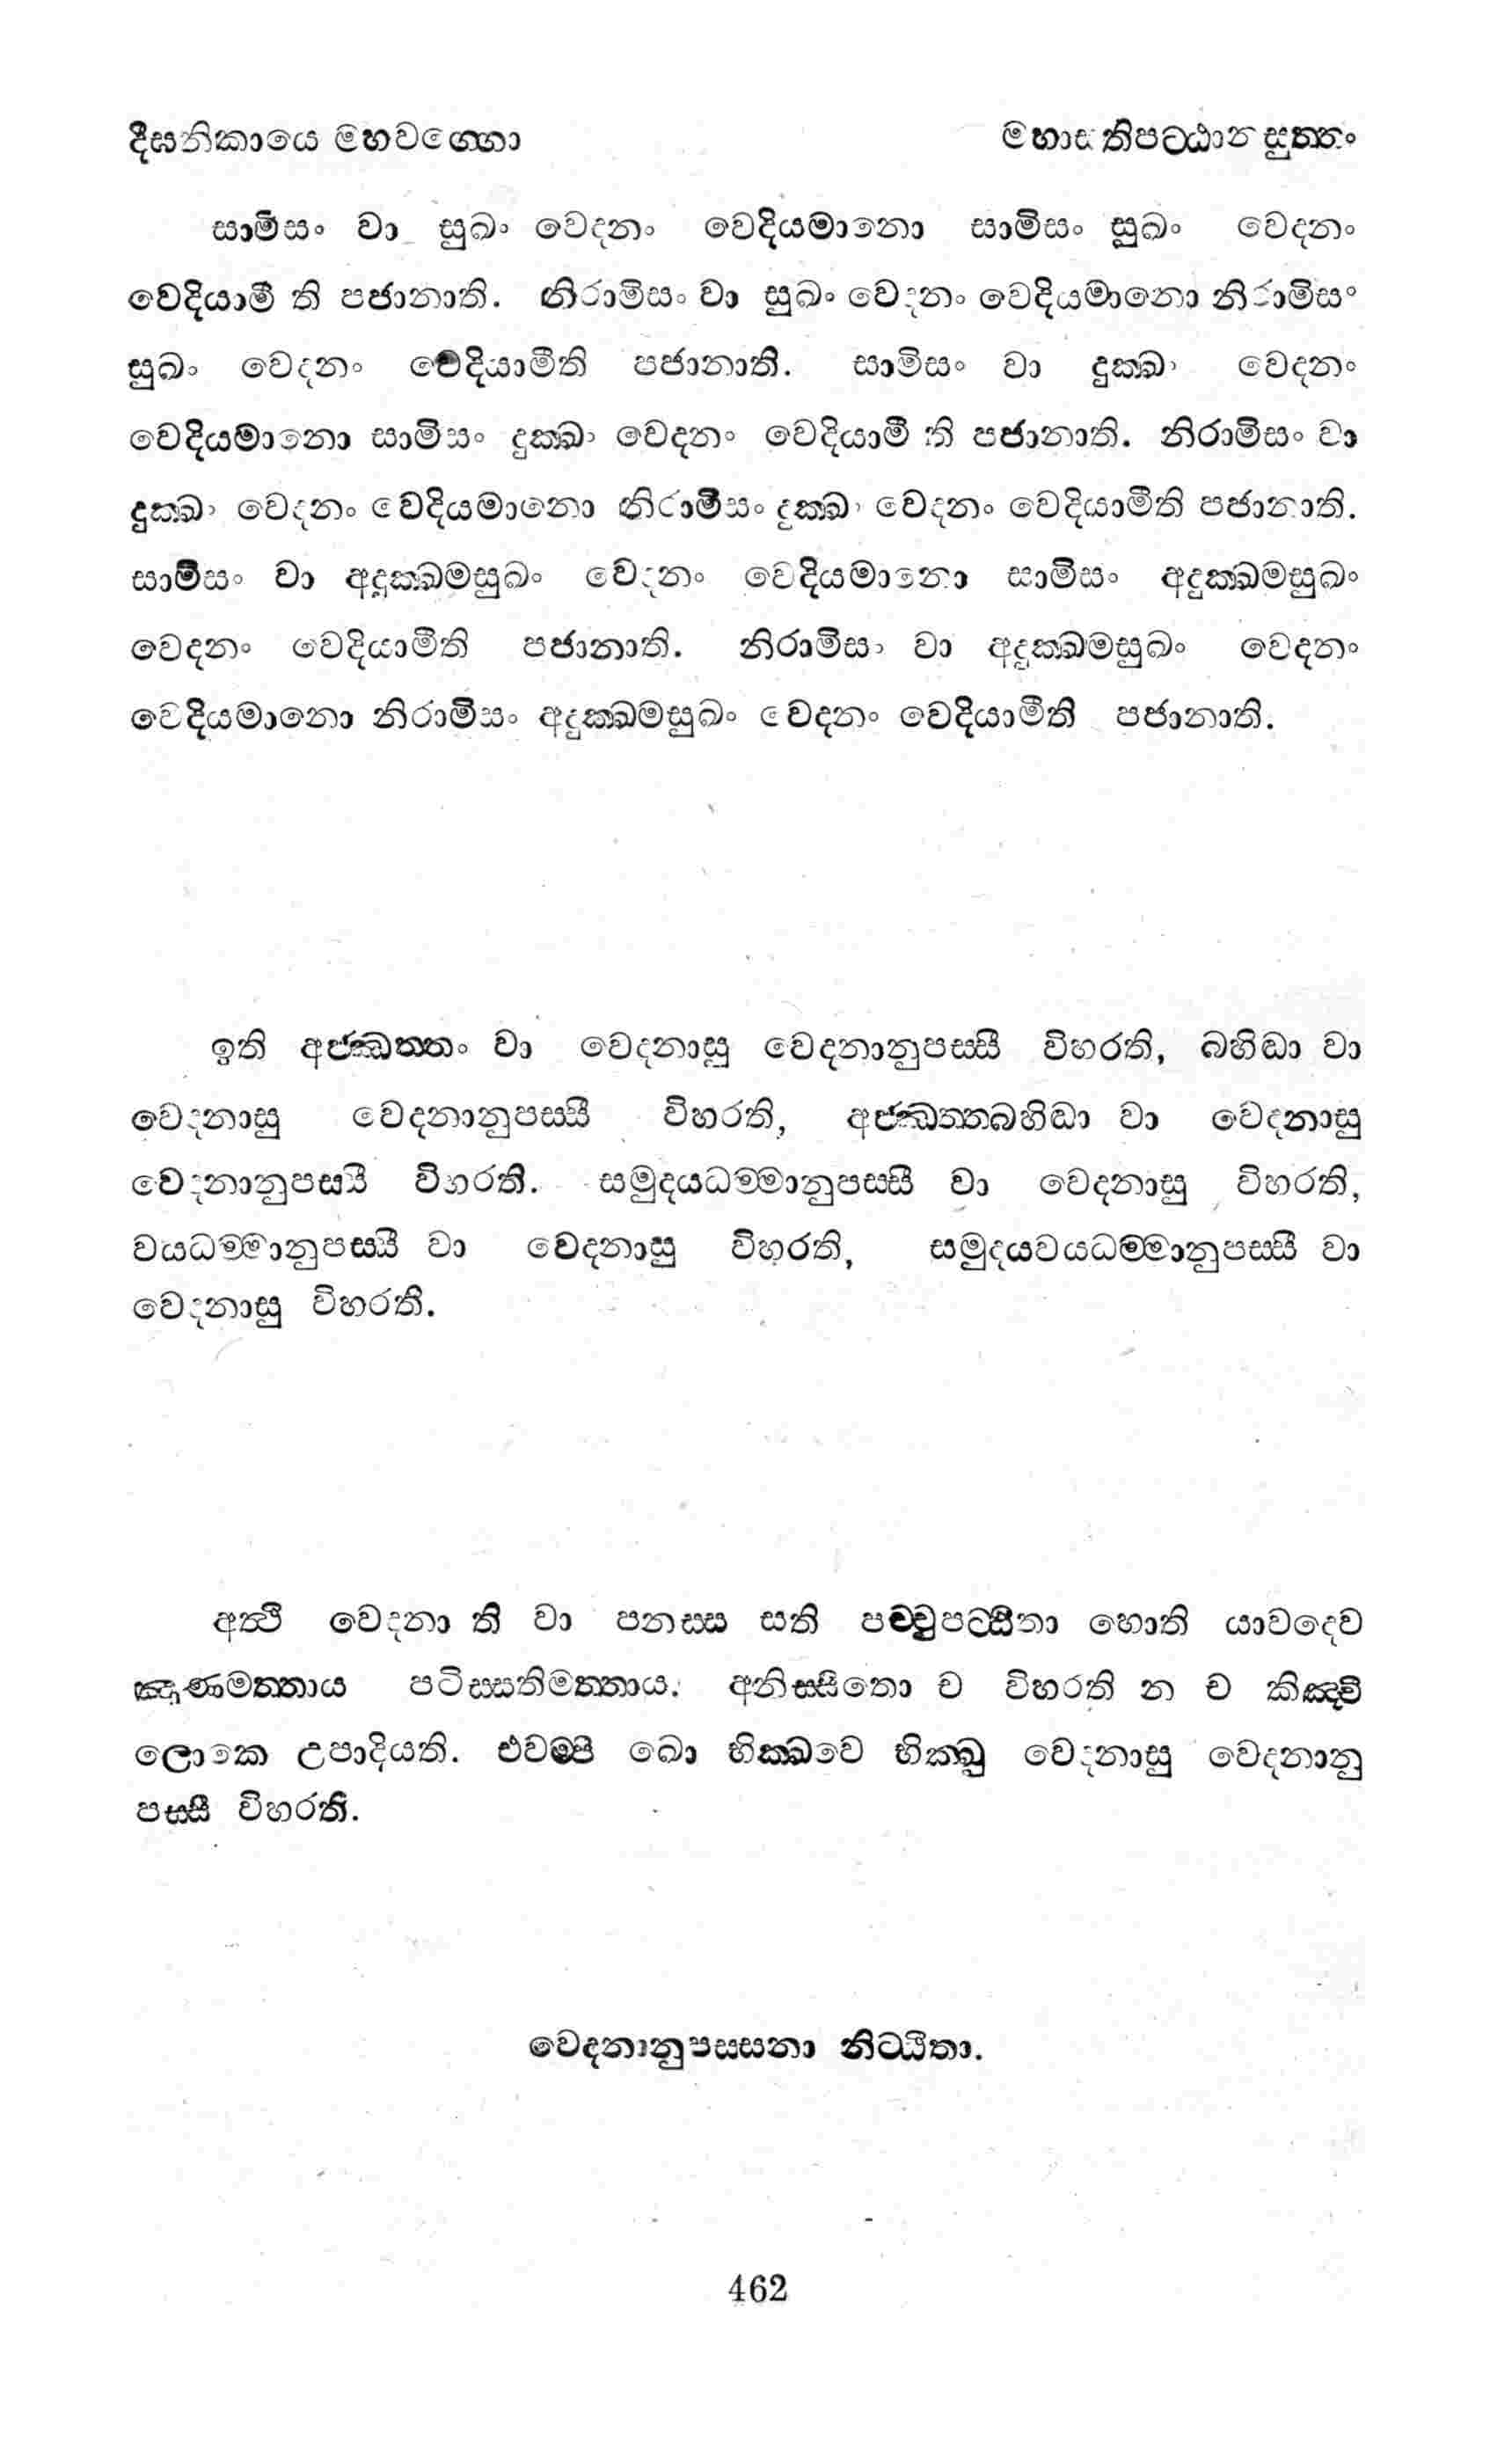 දීඝනිකායෙ මහවග්ගො මහාසතිපට්ඨාන සුත්තං
සාමිසං වා සුඛං වෙදනං වෙදියමානො සාමිසං සුඛං වෙදනං
වෙදියාමී ති පජානාති. නිරාමිසං වා සුඛං වෙදනං වෙදියමානො නිරාමිසං
සුඛං වෙදනං වෙදියාමීති පජානාති. සාමිසං වා දුක්ඛං වෙදනං
වෙදියමානො සාමිසං දුක්ඛං වෙදනං වෙදියාමී ති පජානාති. නිරාමිසං වා
දුක්ඛං වෙදනං වෙදියමානො නිරාමිසං දුක්ඛං වෙදනං වෙදියාමීති පජානාති.
සාමිසං වා අදුක්ඛමසුඛං වෙදනං වෙදියමානො සාමිසං අදුක්ඛමසුඛං
වෙදනං වෙදියාමීති පජානාති. නිරාමිසං වා අදුක්ඛමසුඛං වෙදනං
වෙදියමානො නිරාමිසං අදුක්ඛමසුඛං වෙදනං වෙදියාමීති පජානාති.
ඉති අජ්ඣත්තං වා වෙදනාසු වෙදනානුපස්සී විහරති, බහිද්ධා වා
වෙදනාසු වෙදනානුපස්සී විහරති, අජ්ඣත්තබහිද්ධා වා වෙදනාසු
වෙදනානුපස්සී විහරති. සමුදයධම්මානුපස්සී වා වෙදනාසු විහරති,
වයධම්මානුපස්සී වා වෙදනාසු විහරති, සමුදයවයධම්මානුපස්සී වා
වෙදනාසු විහරති.
අත්ථි වෙදනා ති වා පනස්ස සති පච්චුපට්ඨිතා හොති යාවදෙව
ඤාණමත්තාය පටිස්සතිමත්තාය. අනිස්සිතො ච විහරති න ච කිඤ්චි
ලොකෙ උපාදියති. එවම්පි ඛො භික්ඛවෙ භික්ඛු වෙදනාසු වෙදනානු
පස්සී විහරති.
වෙදනානුපස්සනා නිට්ඨිතා.
462